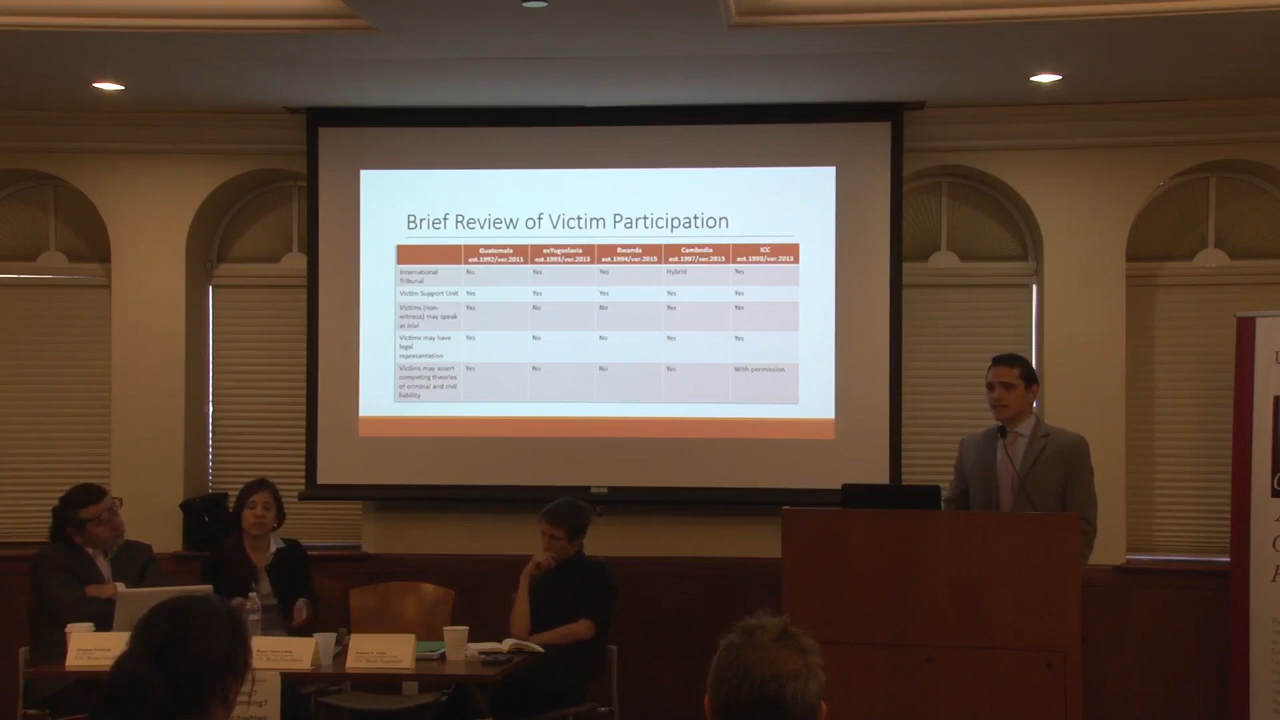 Brief Review of Victim Participation
Guatemala exYugoslavia Rwanda Cambodia ICC
est.1992/ver.2011 est.1993/ver.2013 est.1994/ver.2015 est.1997/ver.2015 est.1998/ver.2013
International No Yes Yes Hybrid Yes
Tribunal
Victim Support Unit Yes Yes Yes Yes Yes
Victims (non- Yes No No Yes Yes
witness) may speak
at trial
Victims may have Yes No No Yes Yes
legal
representation
Victims may assert Yes No No Yes With permission
competing theories
of criminal and civil
liability